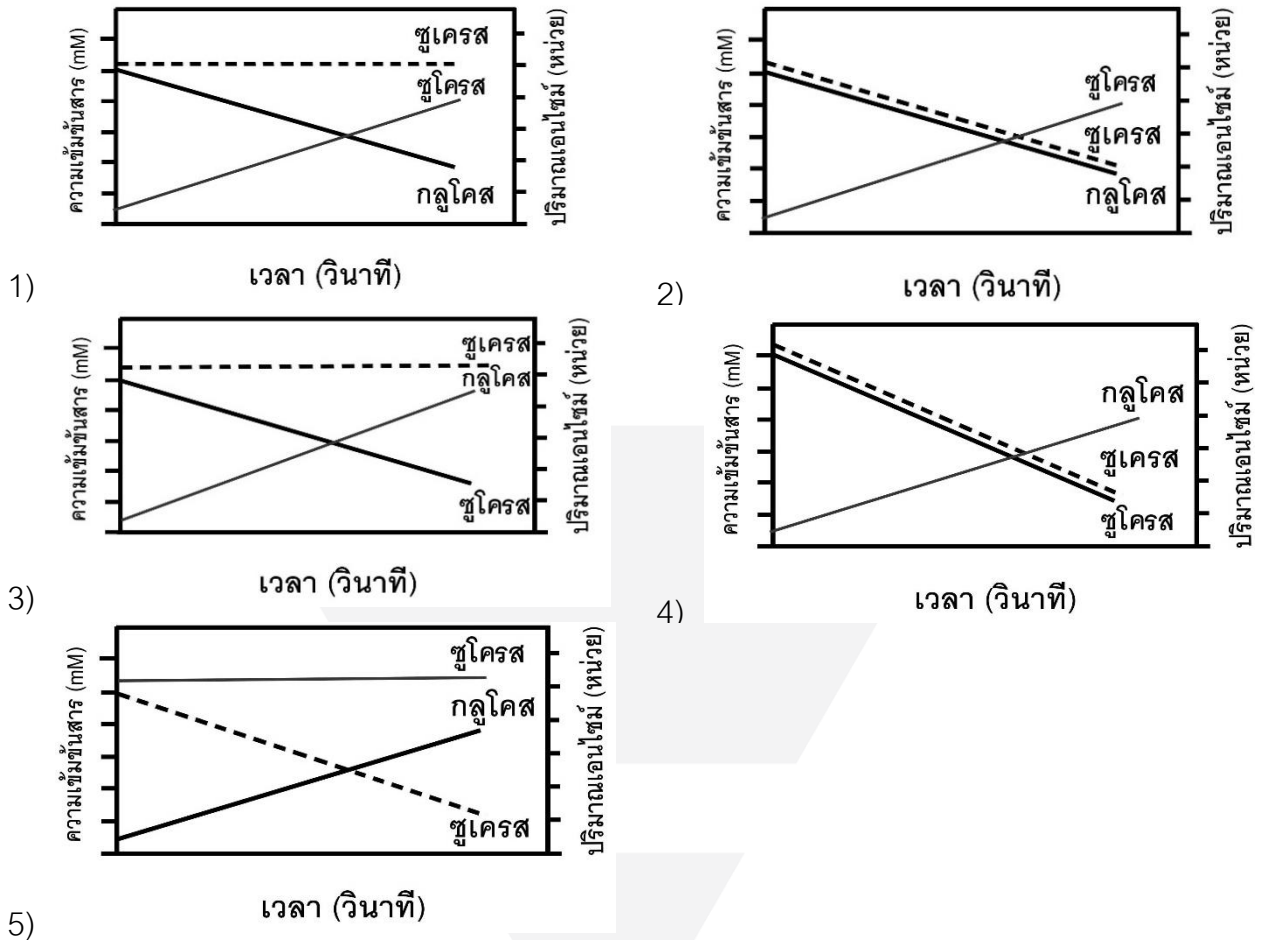 ความเข้มข้นสาร (mM)
ซูเครส
ซูโครส
กลูโคส
ปริมาณเอนไซม์ (หน่วย)
เวลา (วินาที)
1)
ความเข้มข้นสาร (mM)
ซูโครส
ซูเครส
กลูโคส
ปริมาณเอนไซม์ (หน่วย)
เวลา (วินาที)
2)
ความเข้มข้นสาร (mM)
ซูเครส
กลูโคส
ซูโครส
ปริมาณเอนไซม์ (หน่วย)
เวลา (วินาที)
3)
ความเข้มข้นสาร (mM)
กลูโคส
ซูเครส
ซูโครส
ปริมาณเอนไซม์ (หน่วย)
เวลา (วินาที)
4)
ความเข้มข้นสาร (mM)
ซูโครส
กลูโคส
ซูเครส
ปริมาณเอนไซม์ (หน่วย)
เวลา (วินาที)
5)